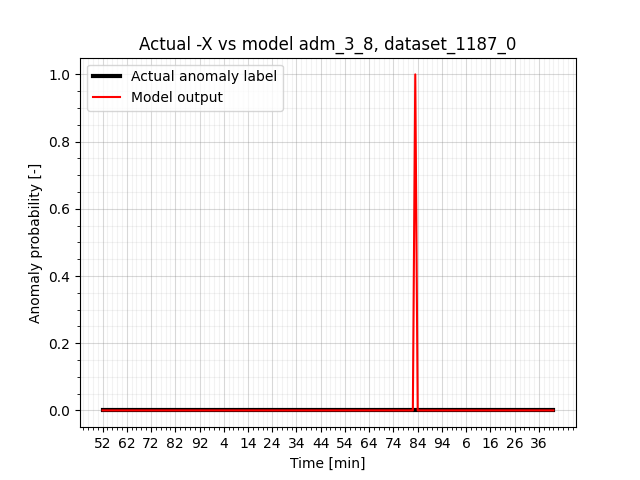 Actual -X vs model adm_3_8, dataset_1187_0
Actual anomaly label
Model output
Anomaly probability [-]
1.0
0.8
0.6
0.4
0.2
0.0
52 62 72 82 92 4 14 24 34 44 54 64 74 84 94 6 16 26 36
Time [min]